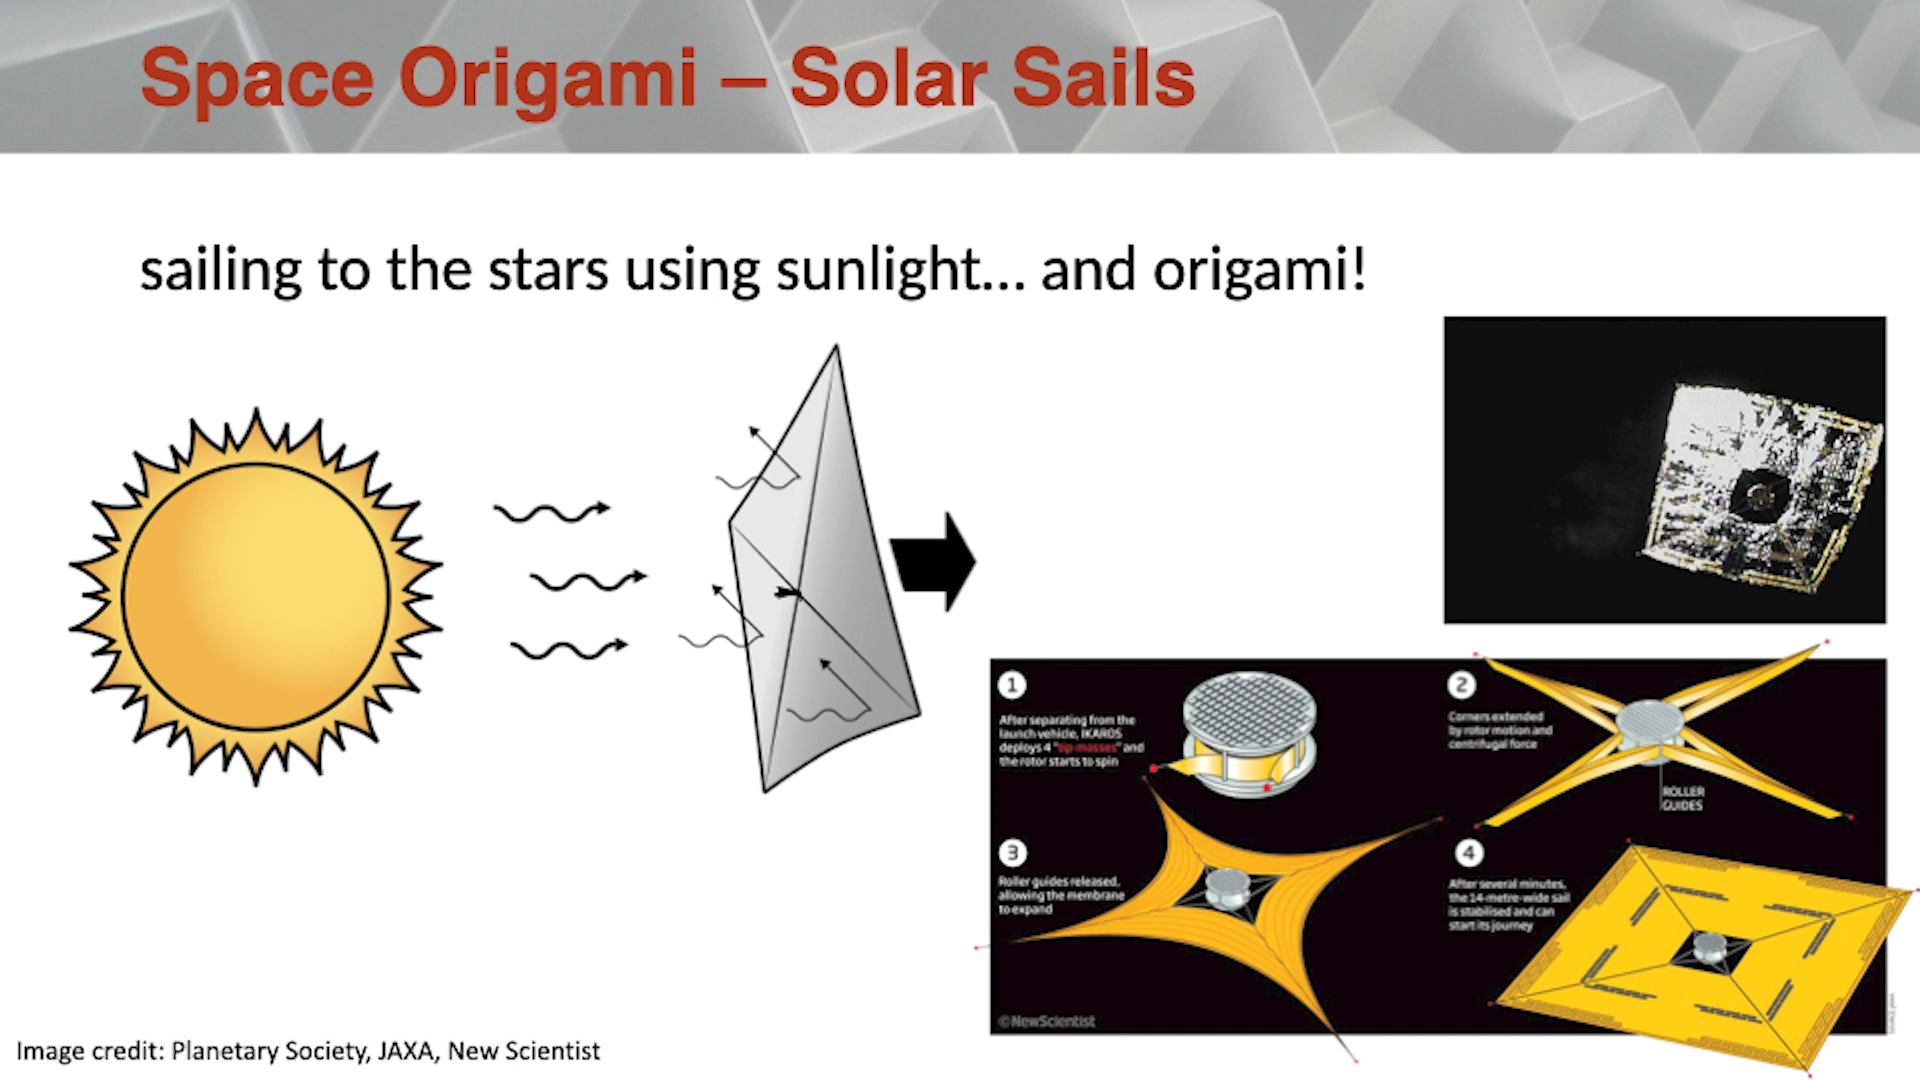 Space Origami – Solar Sails
sailing to the stars using sunlight... and origami!
1
After separating from the
launch vehicle, IKAROS
deploys 4 "tip-masses" and
the rotor starts to spin
2
Corners extended
by rotor motion and
centrifugal force
ROLLER
GUIDES
3
Roller guides released,
allowing the membrane
to expand
4
After several minutes,
the 14-metre-wide sail
is stabilised and can
start its journey
©NewScientist
Image credit: Planetary Society, JAXA, New Scientist